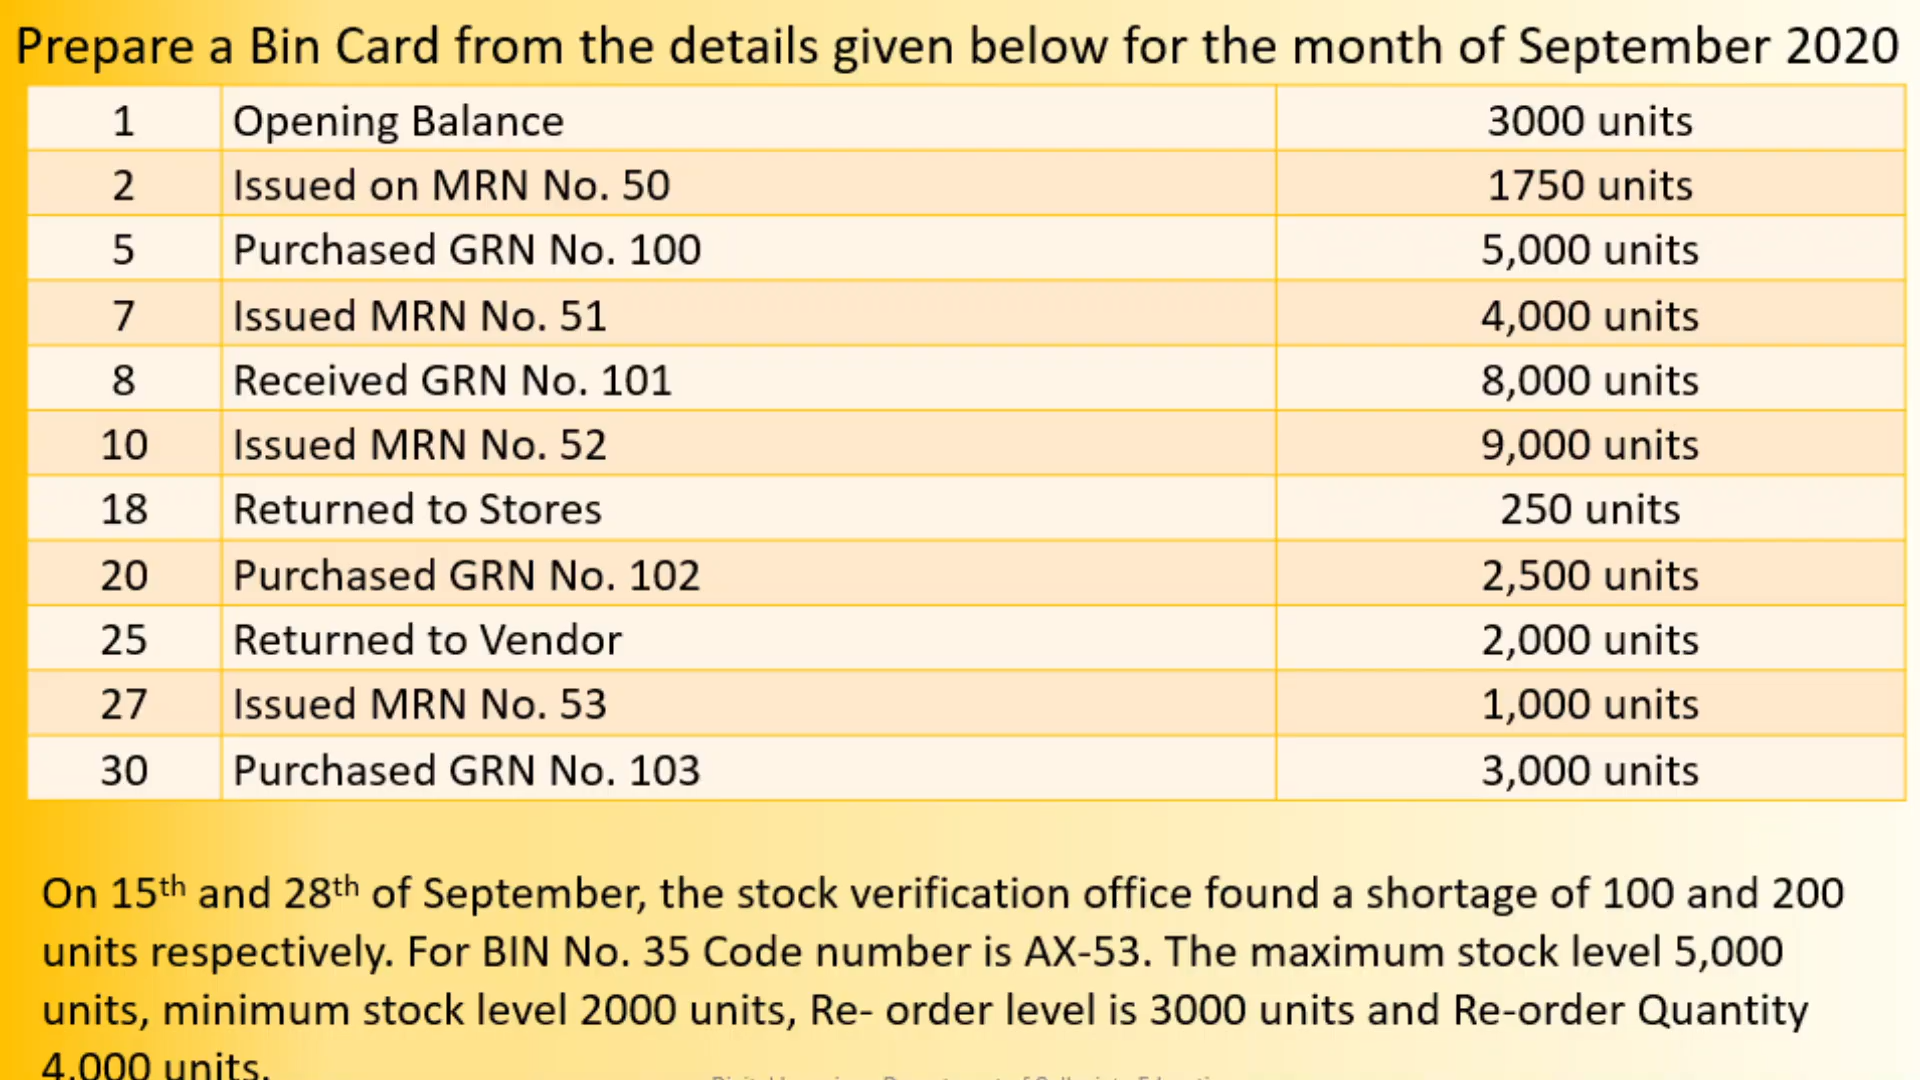 Prepare a Bin Card from the details given below for the month of September 2020
1 Opening Balance 3000 units
2 Issued on MRN No. 50 1750 units
5 Purchased GRN No. 100 5,000 units
7 Issued MRN No. 51 4,000 units
8 Received GRN No. 101 8,000 units
10 Issued MRN No. 52 9,000 units
18 Returned to Stores 250 units
20 Purchased GRN No. 102 2,500 units
25 Returned to Vendor 2,000 units
27 Issued MRN No. 53 1,000 units
30 Purchased GRN No. 103 3,000 units
On 15th and 28th of September, the stock verification office found a shortage of 100 and 200
units respectively. For BIN No. 35 Code number is AX-53. The maximum stock level 5,000
units, minimum stock level 2000 units, Re- order level is 3000 units and Re-order Quantity
4,000 units.